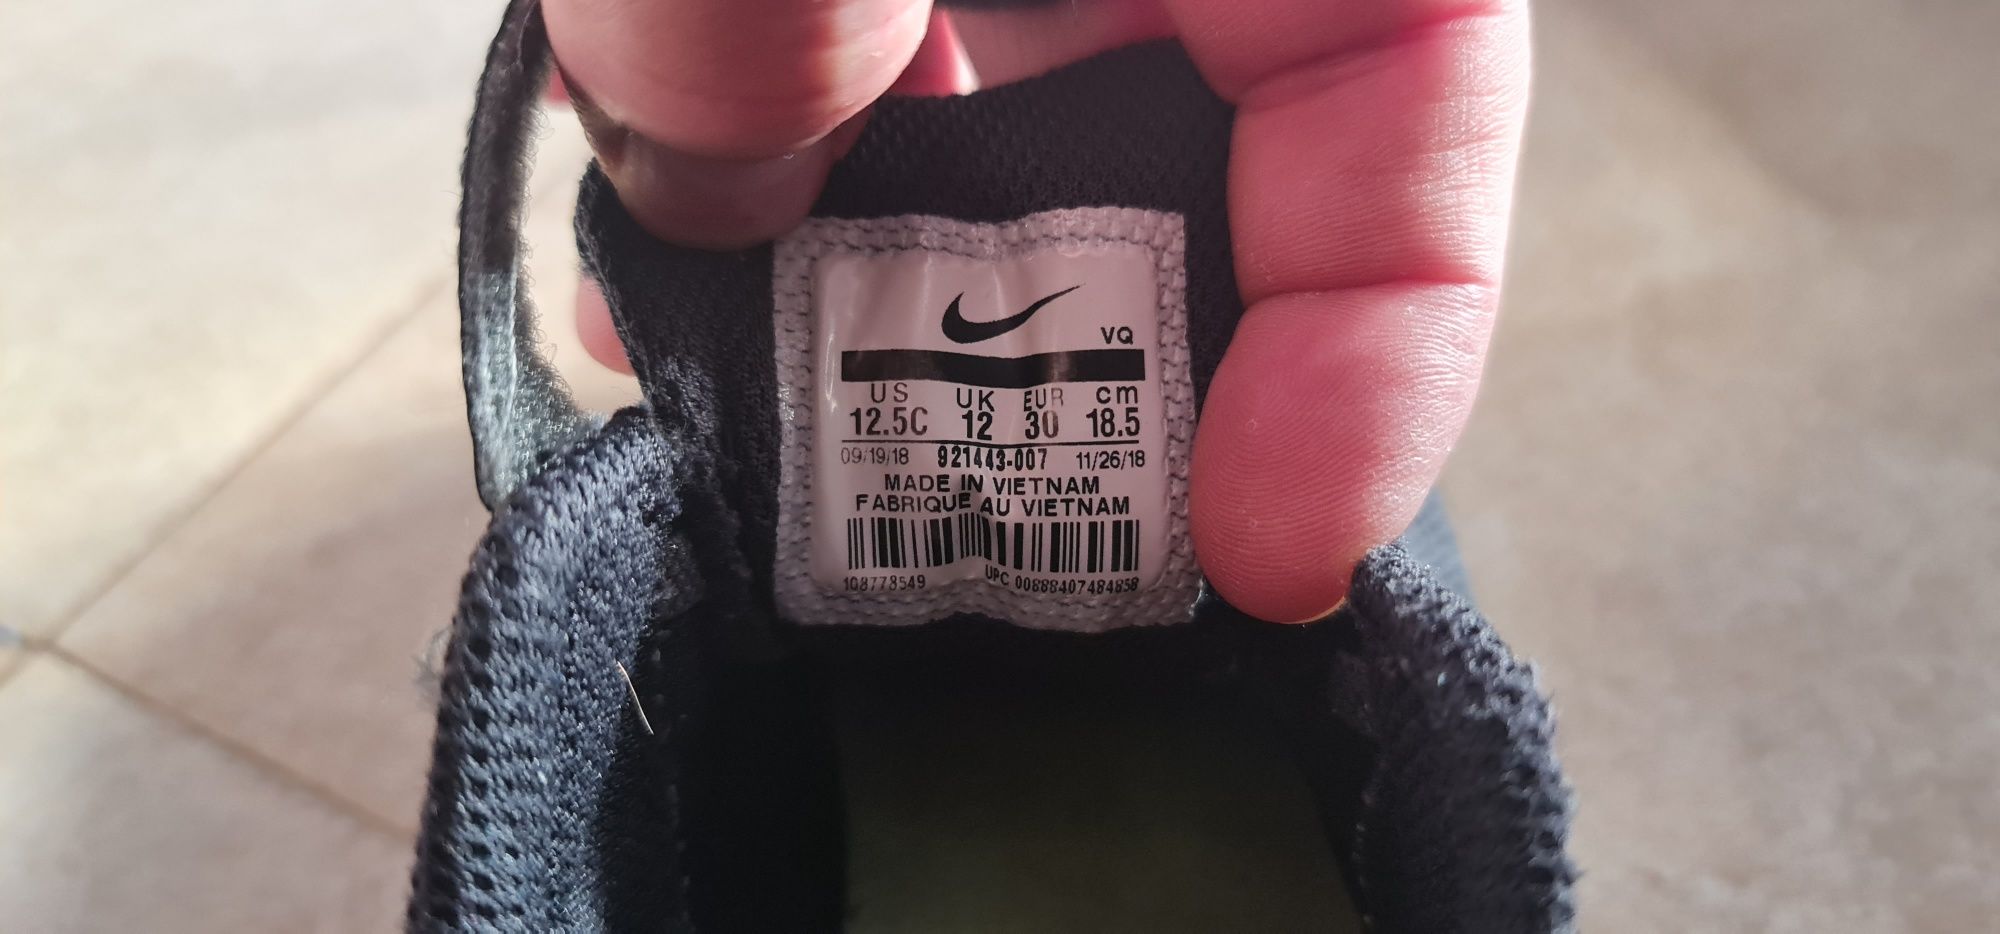 VQ
US UK EUR cm
12.5C 12 30 18.5
09/19/18 921443-007 11/26/18
MADE IN VIETNAM
FABRIQUE AU VIETNAM
108778549 UPC 00888407484858